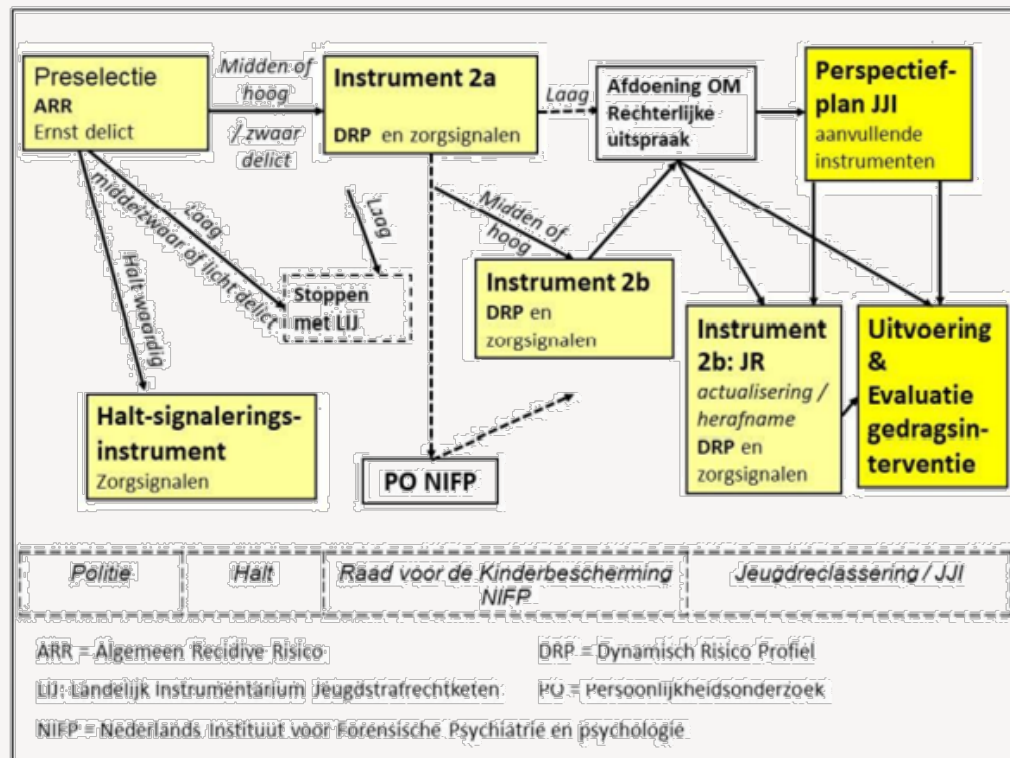 Preselectie
ARR
Ernst delict
Midden of
hoog
/ zwaar
delict
Instrument 2a
DRP en zorgsignalen
Laag
Afdoening OM
Rechterlijke
uitspraak
Perspectief-
plan JJI
aanvullende
instrumenten
Laag
middelzwaar of licht delict
Halt waardig
Laag
Stoppen
met LIJ
Midden of
hoog
Instrument 2b
DRP en
zorgsignalen
Instrument
2b: JR
actualisering /
herafname
DRP en
zorgsignalen
Uitvoering
&
Evaluatie
gedragsin-
terventie
Halt-signalerings-
instrument
Zorgsignalen
PO NIFP
Politie
Halt
Raad voor de Kinderbescherming
NIFP
Jeugdreclassering / JJI
ARR = Algemeen Recidive Risico
DRP = Dynamisch Risico Profiel
LIJ: Landelijk Instrumentarium Jeugdstrafrechtketen
PO = Persoonlijkheidsonderzoek
NIFP = Nederlands Instituut voor Forensische Psychiatrie en psychologie